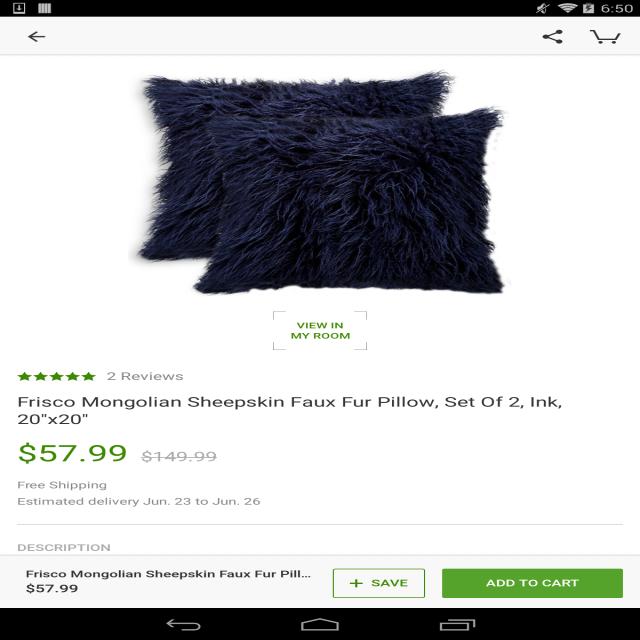 6:50
VIEW IN
MY ROOM
2 Reviews
Frisco Mongolian Sheepskin Faux Fur Pillow, Set Of 2, Ink,
20"x20"
$57.99 $149.99
Free Shipping
Estimated delivery Jun. 23 to Jun. 26
DESCRIPTION
Frisco Mongolian Sheepskin Faux Fur Pill...
$57.99
+ SAVE
ADD TO CART